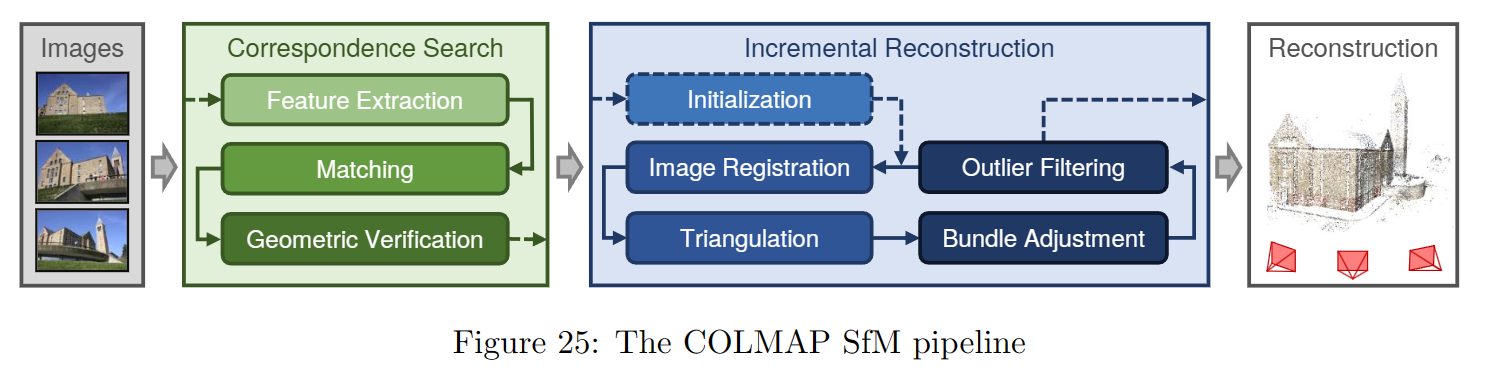 Images
Correspondence Search
Feature Extraction
Matching
Geometric Verification
Incremental Reconstruction
Initialization
Image Registration
Outlier Filtering
Triangulation
Bundle Adjustment
Reconstruction
Figure 25: The COLMAP SfM pipeline